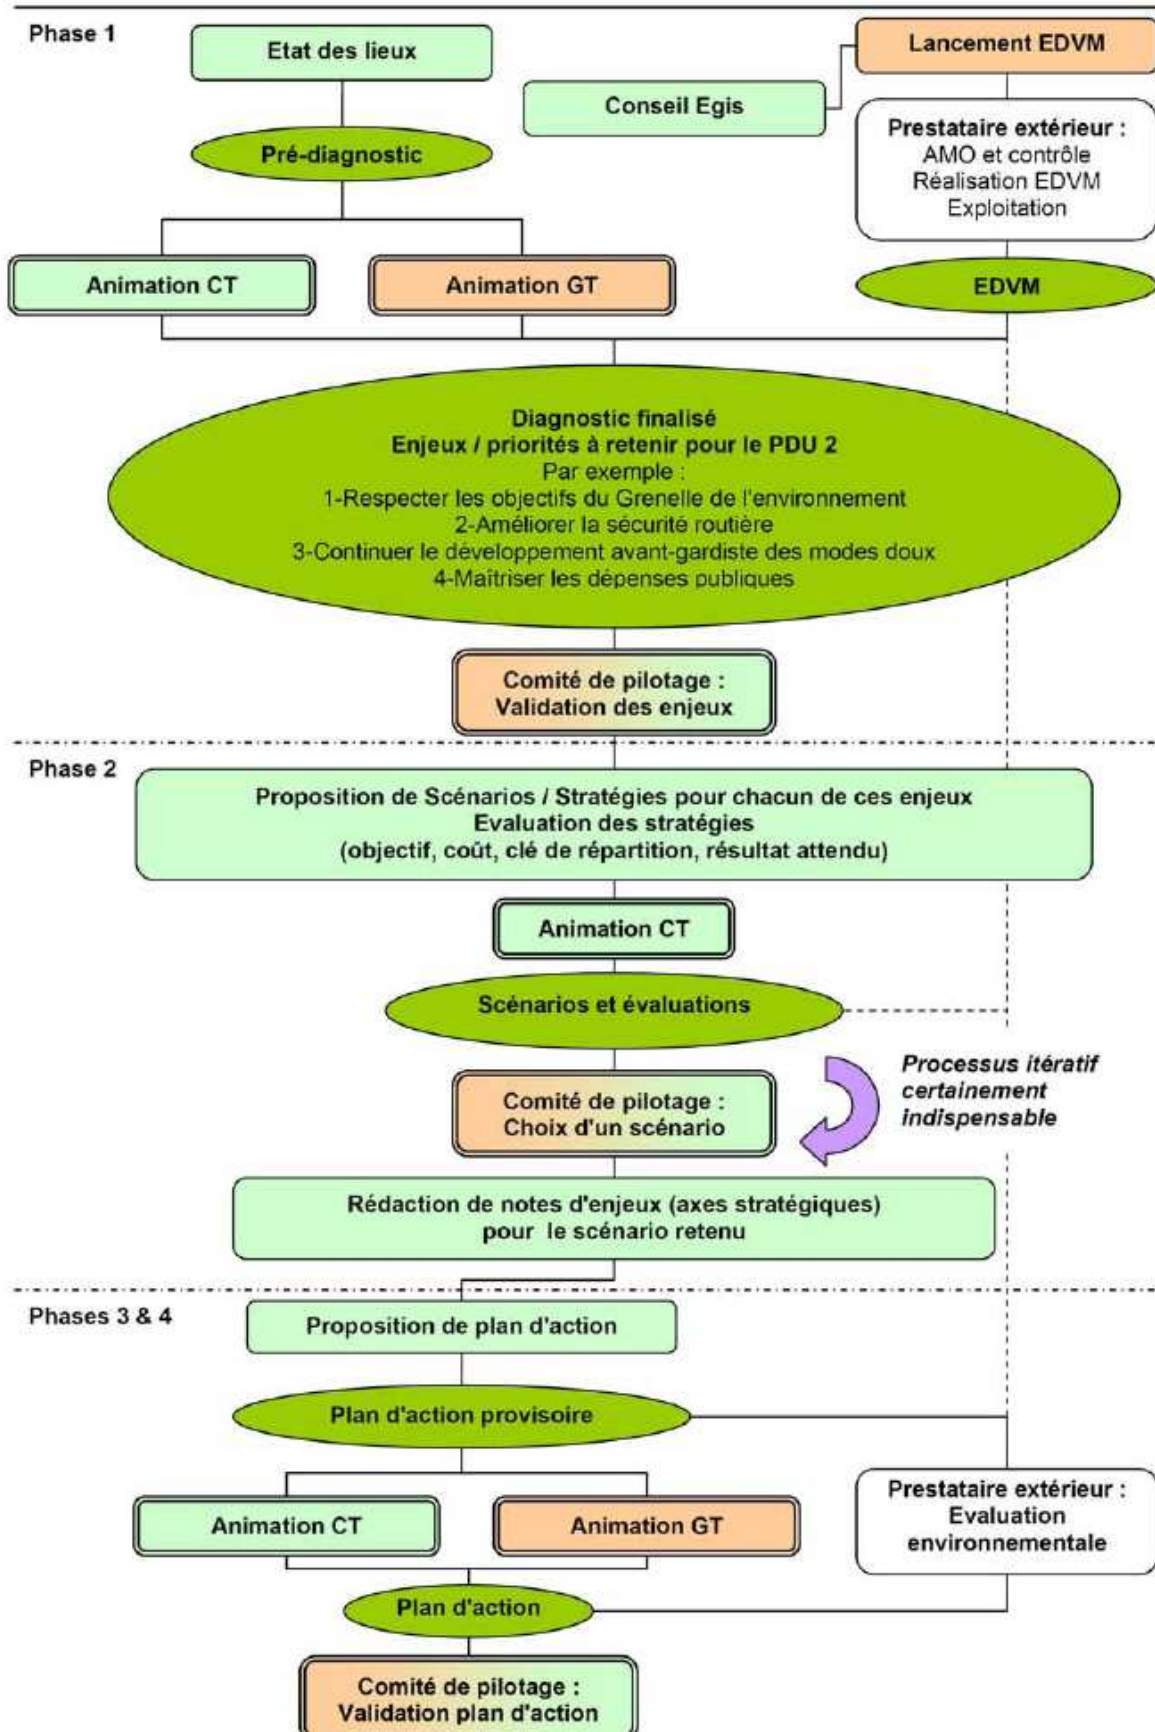 Phase 1
Etat des lieux
Lancement EDVM
Conseil Egis
Prestataire extérieur :
AMO et contrôle
Réalisation EDVM
Exploitation
Pré-diagnostic
Animation CT
Animation GT
EDVM
Diagnostic finalisé
Enjeux / priorités à retenir pour le PDU 2
Par exemple :
1-Respecter les objectifs du Grenelle de l'environnement
2-Améliorer la sécurité routière
3-Continuer le développement avant-gardiste des modes doux
4-Maîtriser les dépenses publiques
Comité de pilotage :
Validation des enjeux
Phase 2
Proposition de Scénarios / Stratégies pour chacun de ces enjeux
Evaluation des stratégies
(objectif, coût, clé de répartition, résultat attendu)
Animation CT
Scénarios et évaluations
Processus itératif
certainement
indispensable
Comité de pilotage :
Choix d'un scénario
Rédaction de notes d'enjeux (axes stratégiques)
pour le scénario retenu
Phases 3 & 4
Proposition de plan d'action
Plan d'action provisoire
Animation CT
Animation GT
Prestataire extérieur :
Evaluation
environnementale
Plan d'action
Comité de pilotage :
Validation plan d'action